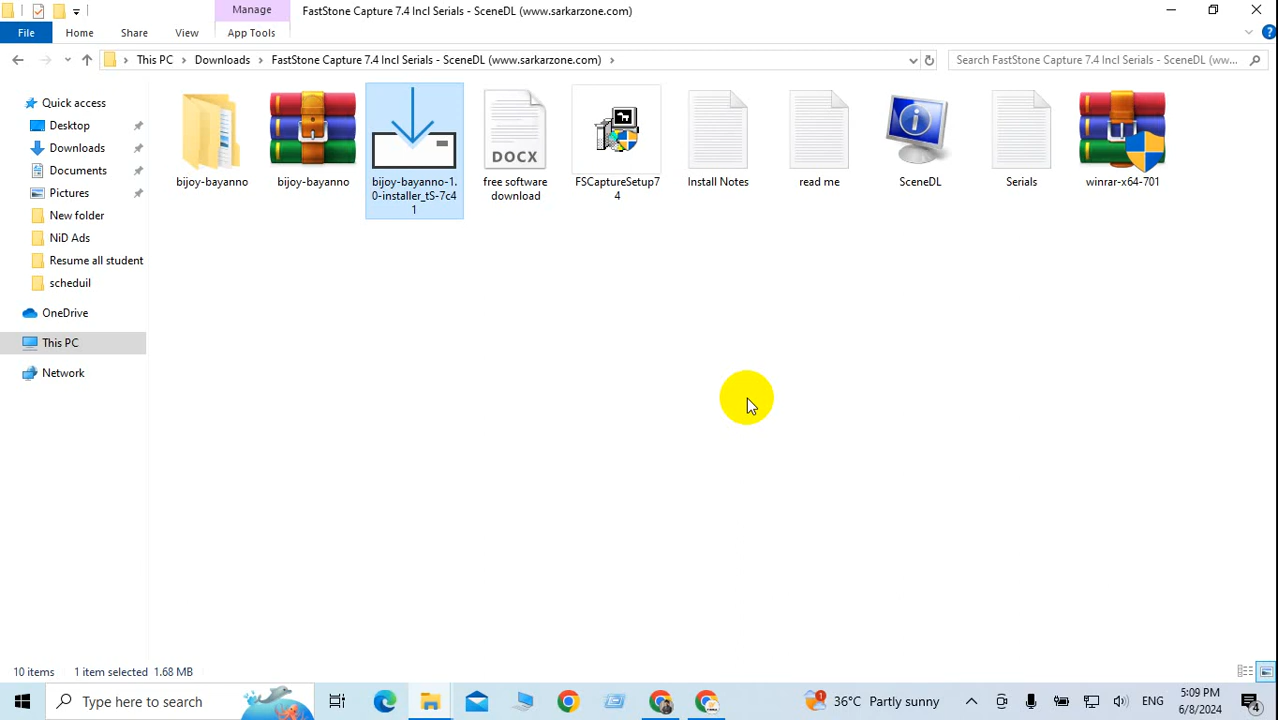 Manage
FastStone Capture 7.4 Incl Serials - SceneDL (www.sarkarzone.com)
File
Home
Share
View
App Tools
This PC
Downloads
FastStone Capture 7.4 Incl Serials - SceneDL (www.sarkarzone.com)
Search FastStone Capture 7.4 Incl Serials - SceneDL (ww...
Quick access
Desktop
Downloads
Documents
Pictures
New folder
NiD Ads
Resume all student
scheduil
OneDrive
This PC
Network
bijoy-bayanno
bijoy-bayanno
bijoy-bayanno-1.
0-installer_tS-7c4
1
DOCX
free software
download
FSCaptureSetup7
4
Install Notes
read me
SceneDL
Serials
winrar-x64-701
10 items
1 item selected 1.68 MB
Type here to search
1
36°C Partly sunny
ENG
5:09 PM
6/8/2024
4